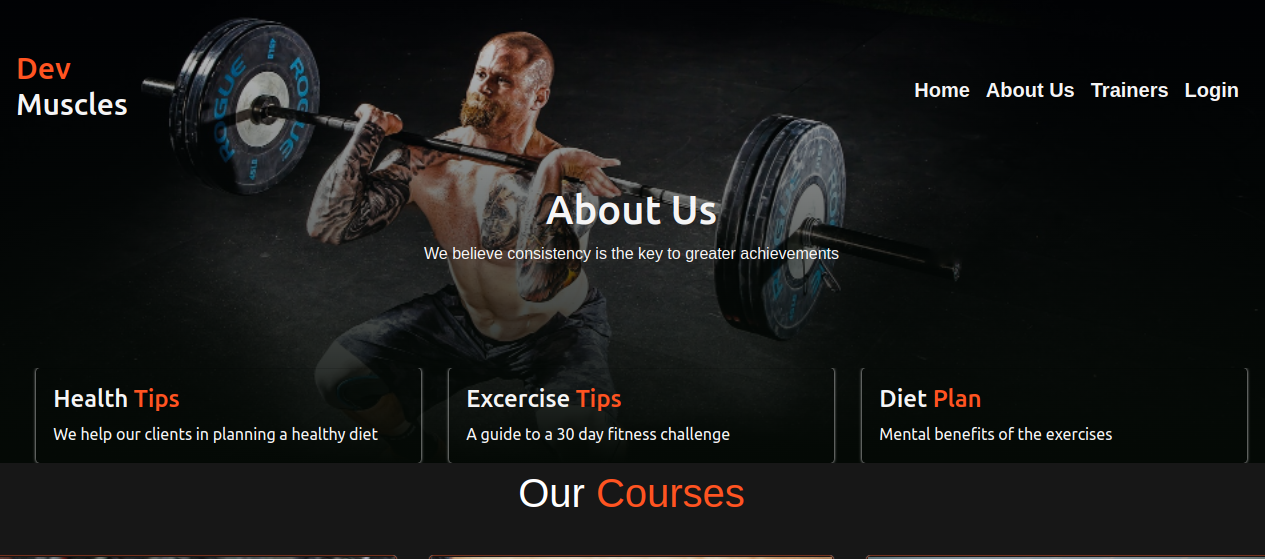 Dev
Muscles
Home About Us Trainers Login
ROGUE
ROGUE
45LB
About Us
We believe consistency is the key to greater achievements
Health Tips
We help our clients in planning a healthy diet
Excercise Tips
A guide to a 30 day fitness challenge
Diet Plan
Mental benefits of the exercises
Our Courses